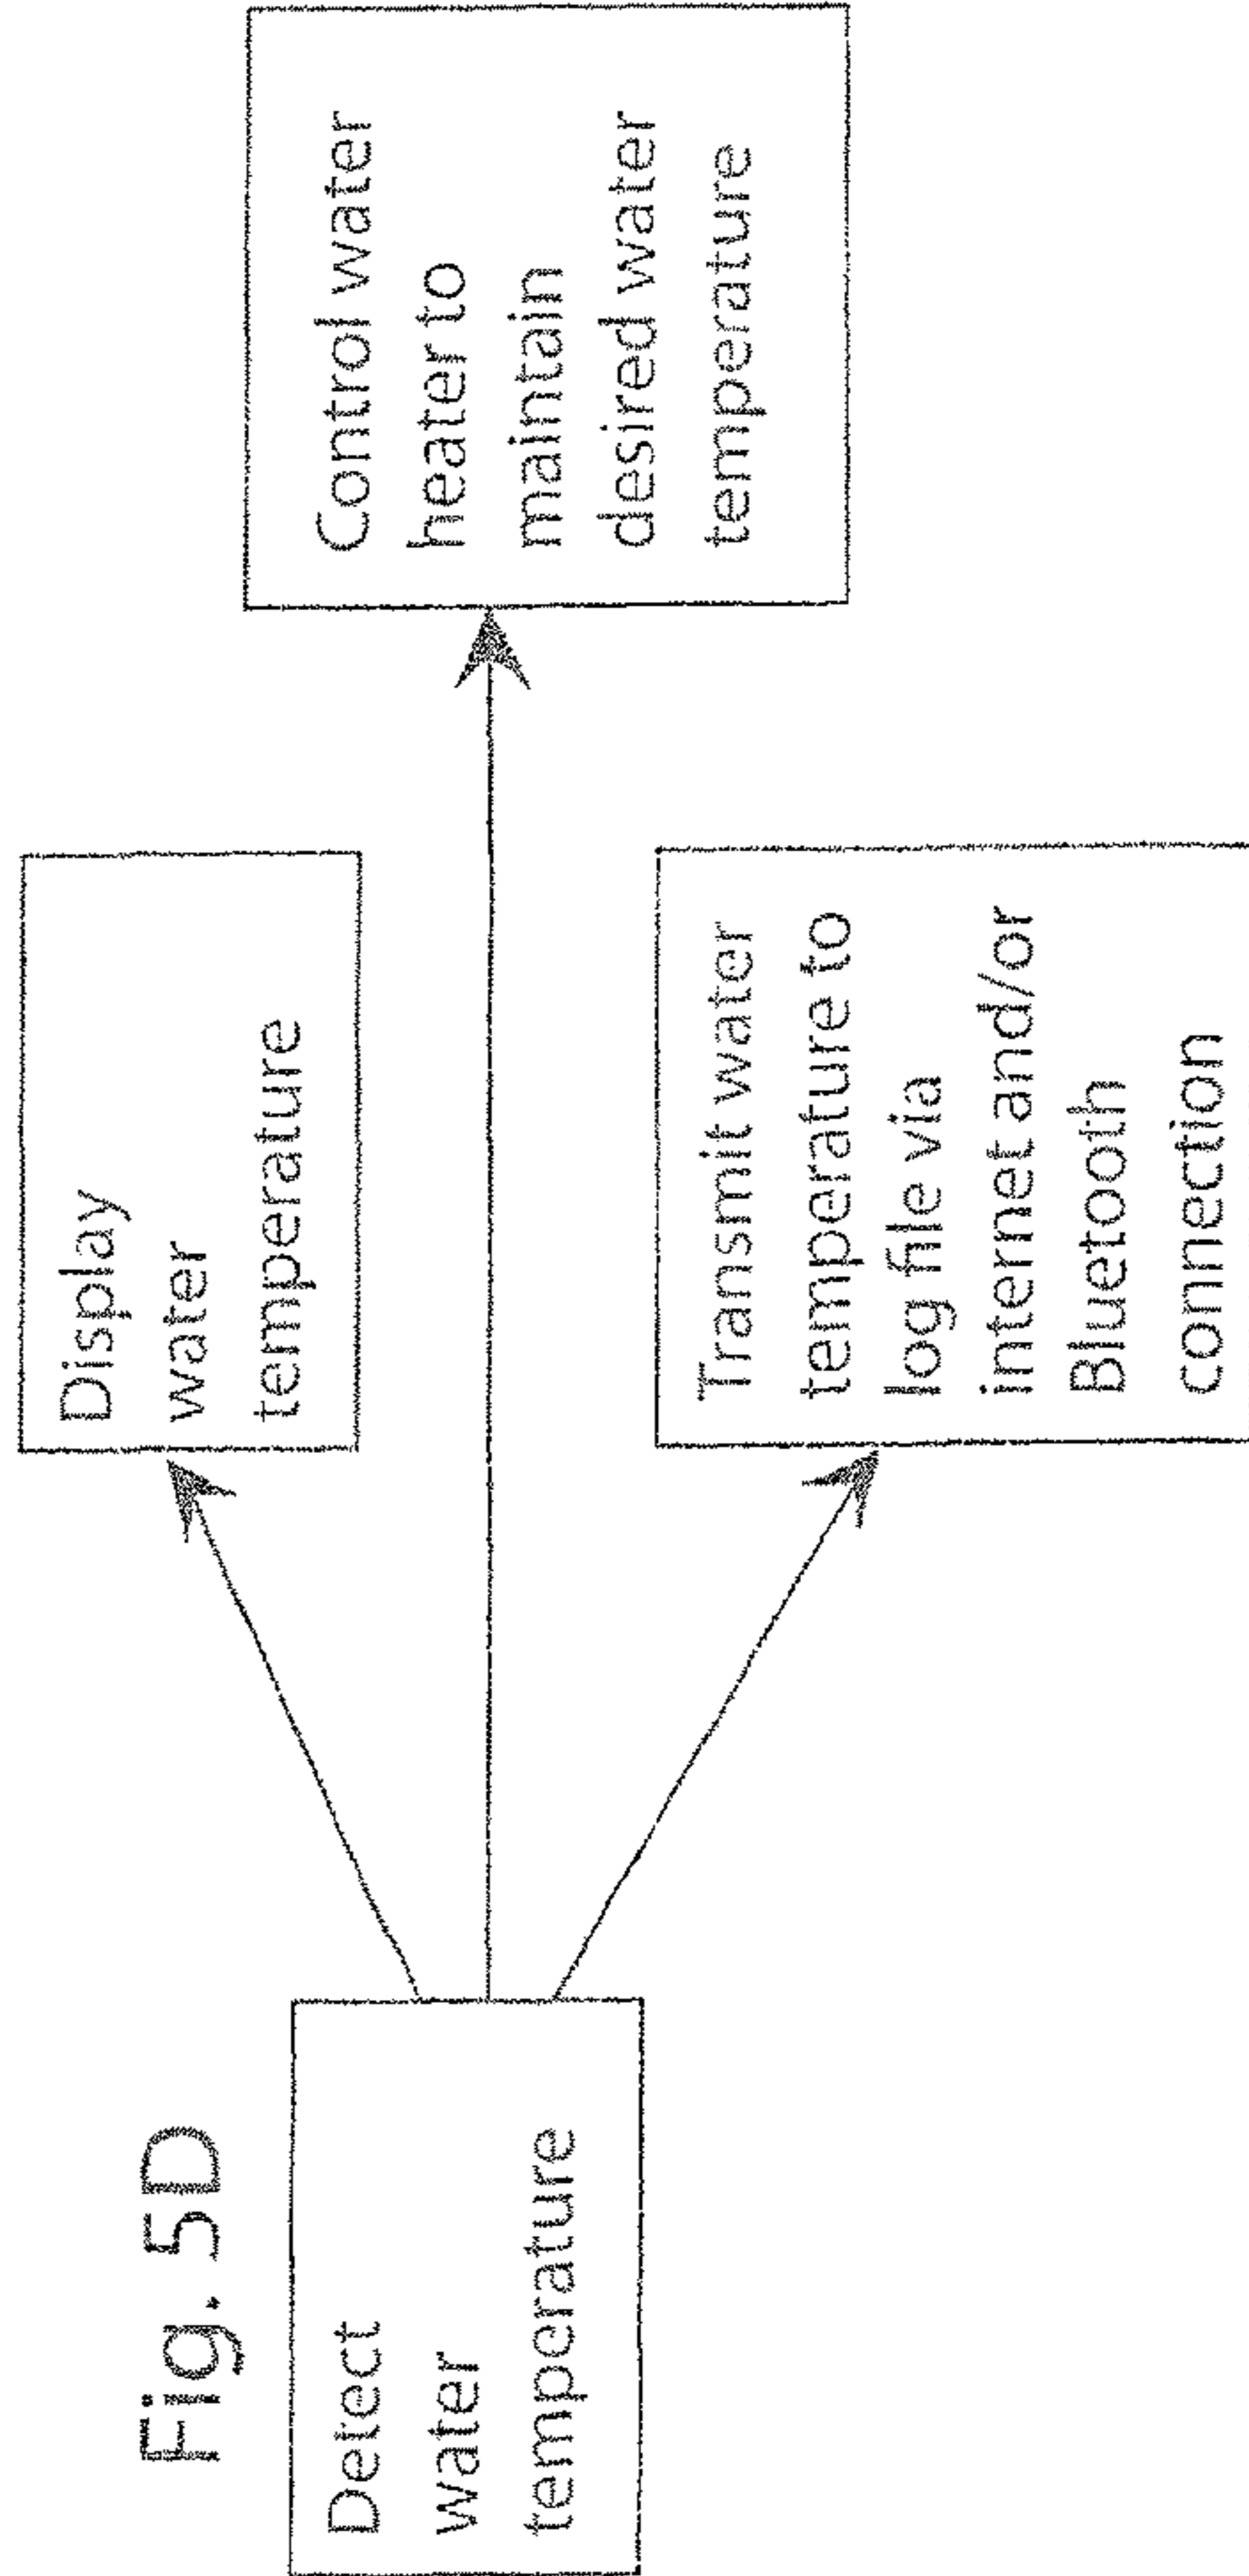 Fig. 5D
Detect
water
temperature
Display
water
temperature
Transmit water
temperature to
log file via
internet and/or
Bluetooth
connection
Control water
heater to
maintain
desired water
temperature